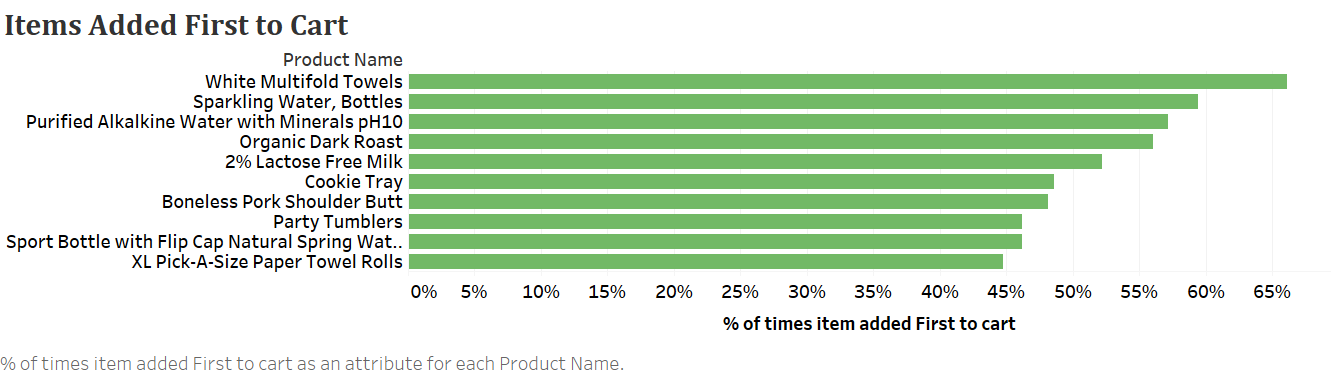 Items Added First to Cart
Product Name
White Multifold Towels
Sparkling Water, Bottles
Purified Alkalkine Water with Minerals pH10
Organic Dark Roast
2% Lactose Free Milk
Cookie Tray
Boneless Pork Shoulder Butt
Party Tumblers
Sport Bottle with Flip Cap Natural Spring Wat..
XL Pick-A-Size Paper Towel Rolls
0% 5% 10% 15% 20% 25% 30% 35% 40% 45% 50% 55% 60% 65%
% of times item added First to cart
% of times item added First to cart as an attribute for each Product Name.